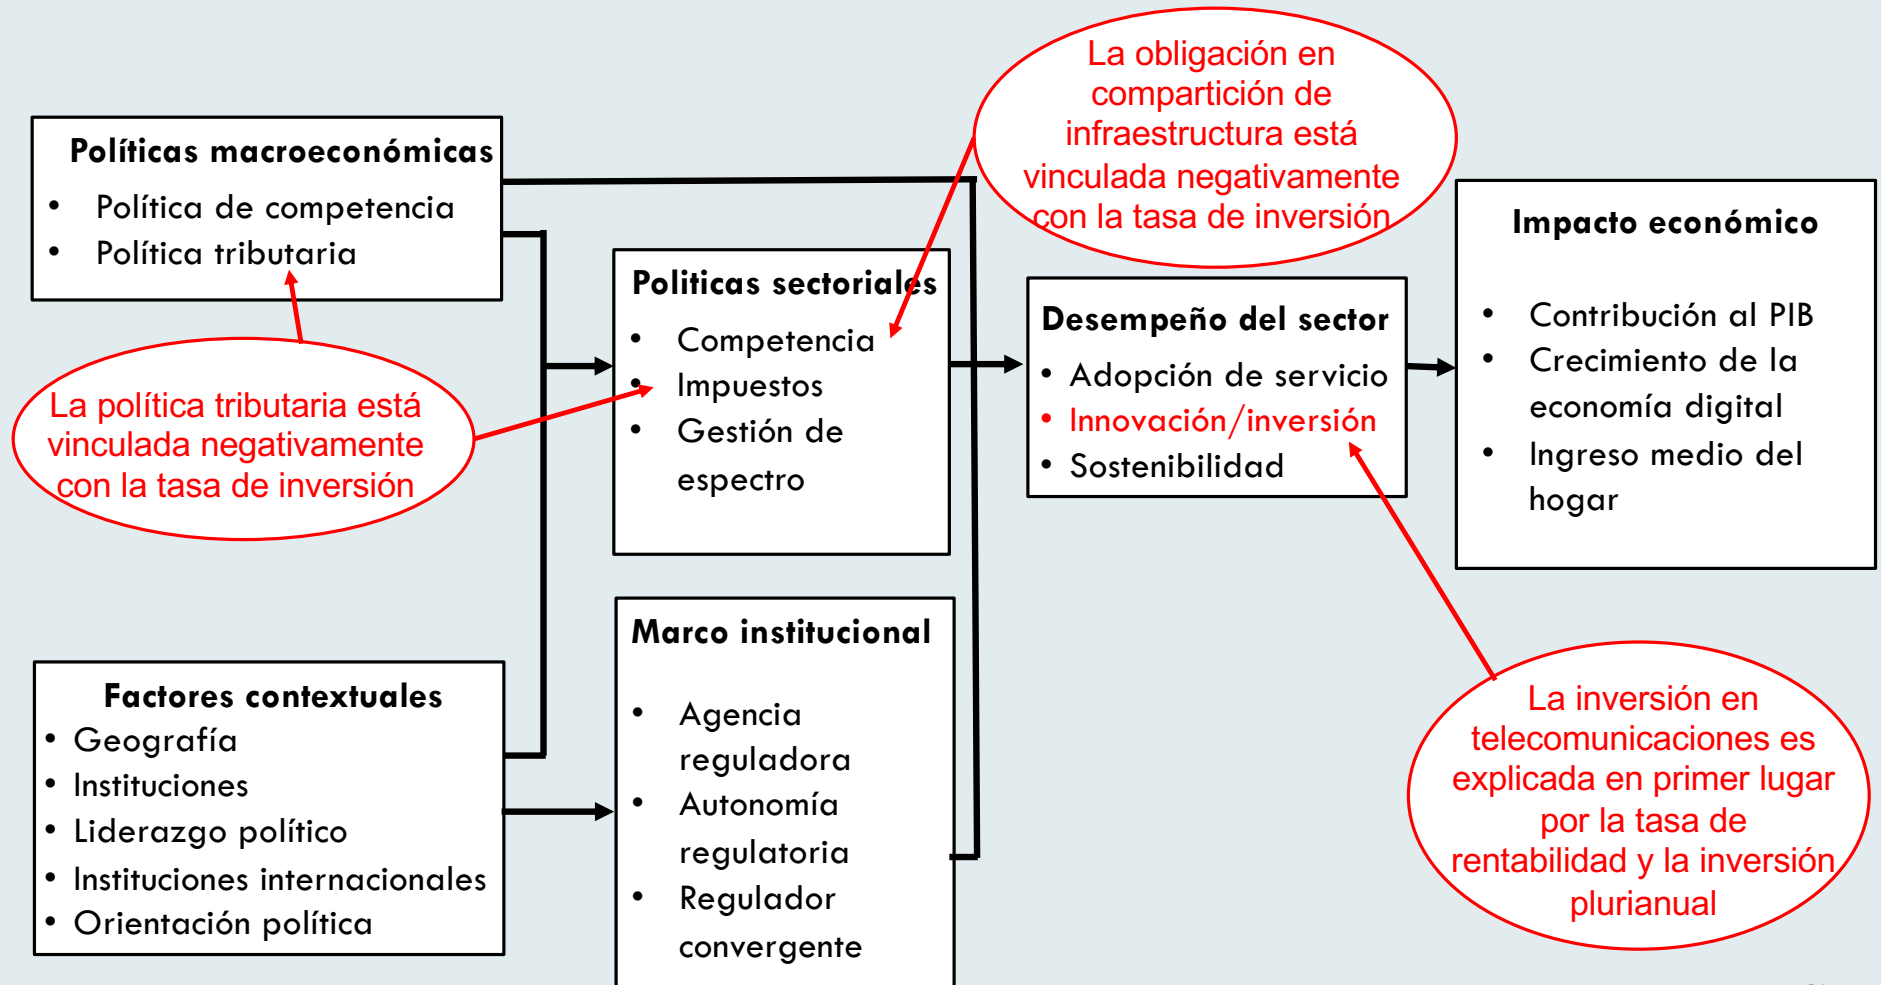 La obligación en
compartición de
infraestructura está
vinculada negativamente
con la tasa de inversión
Políticas macroeconómicas
• Política de competencia
• Política tributaria
La política tributaria está
vinculada negativamente
con la tasa de inversión
Politicas sectoriales
• Competencia
• Impuestos
• Gestión de
espectro
Desempeño del sector
• Adopción de servicio
• Innovación/inversión
• Sostenibilidad
Impacto económico
• Contribución al PIB
• Crecimiento de la
economía digital
• Ingreso medio del
hogar
Factores contextuales
• Geografía
• Instituciones
• Liderazgo político
• Instituciones internacionales
• Orientación política
Marco institucional
• Agencia
reguladora
• Autonomía
regulatoria
• Regulador
convergente
La inversión en
telecomunicaciones es
explicada en primer lugar
por la tasa de
rentabilidad y la inversión
plurianual